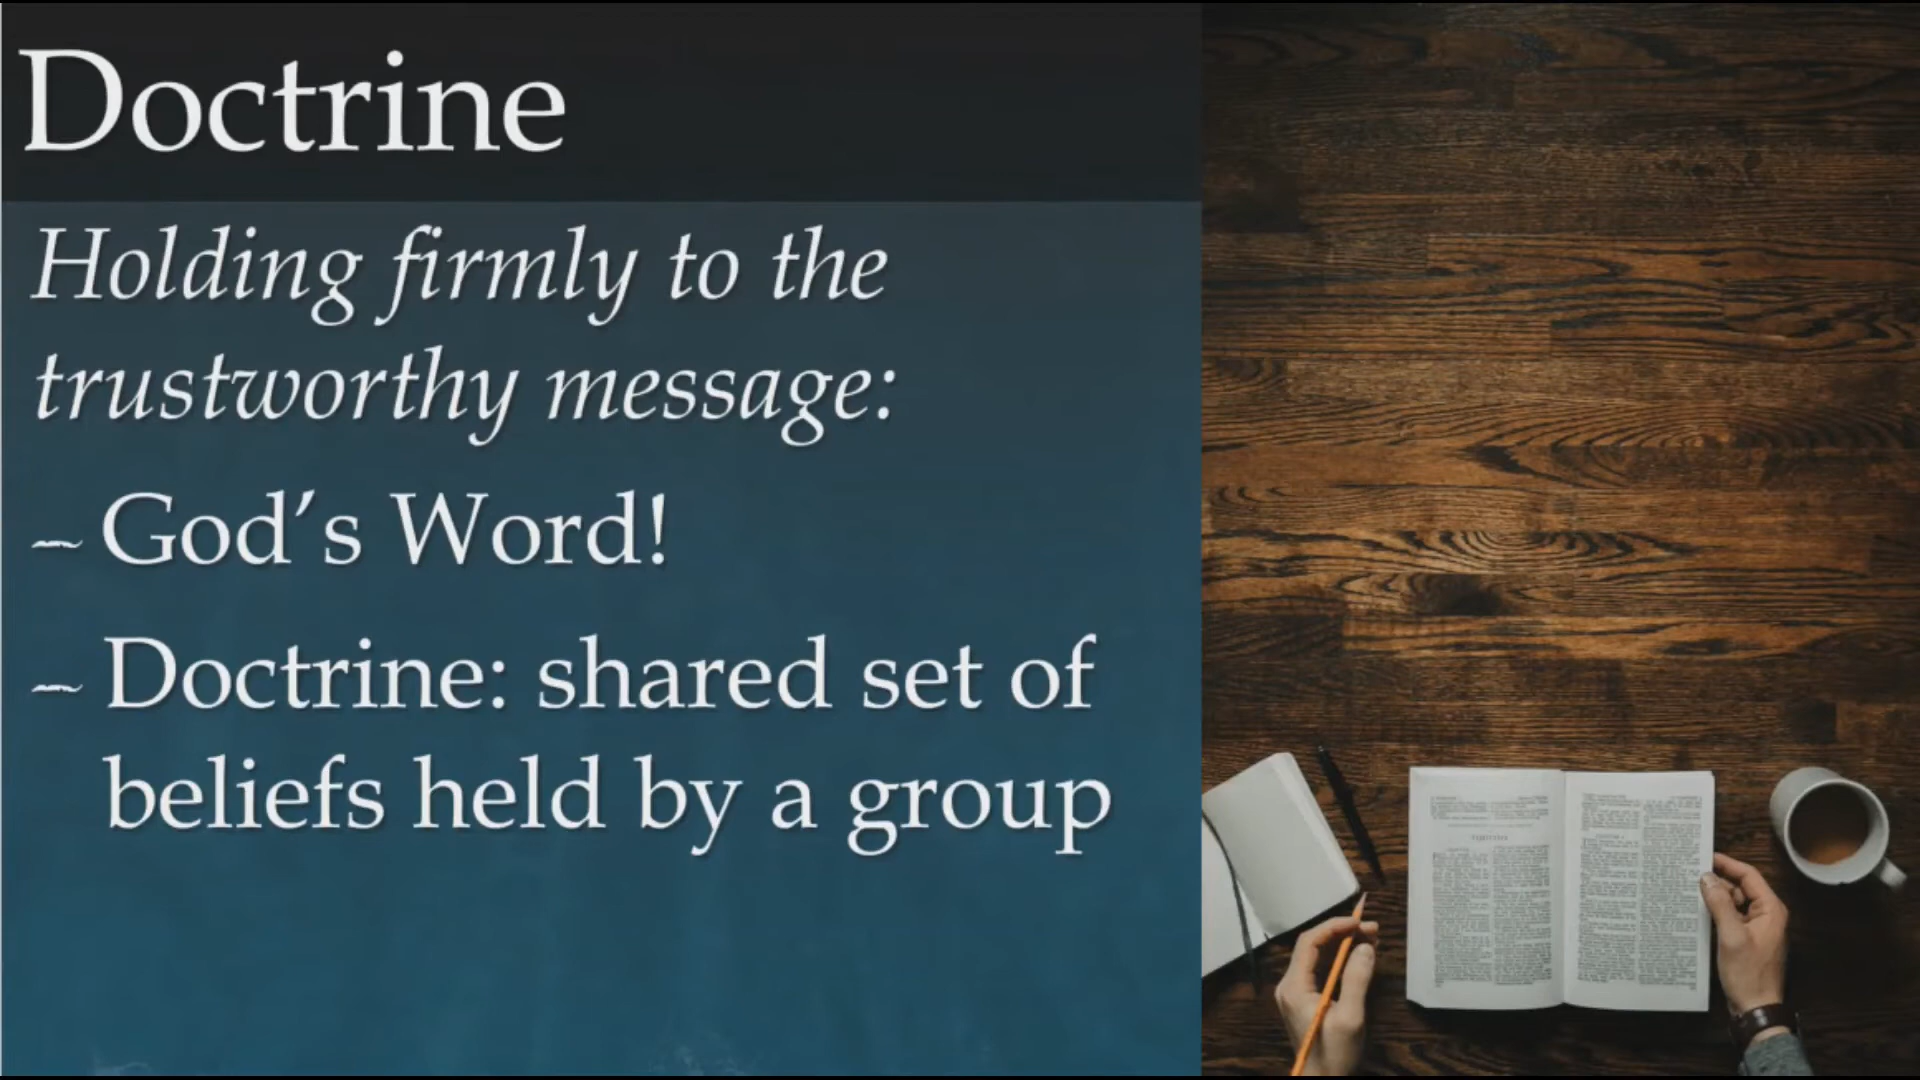 Doctrine
Holding firmly to the
trustworthy message:
~ God's Word!
~ Doctrine: shared set of
beliefs held by a group